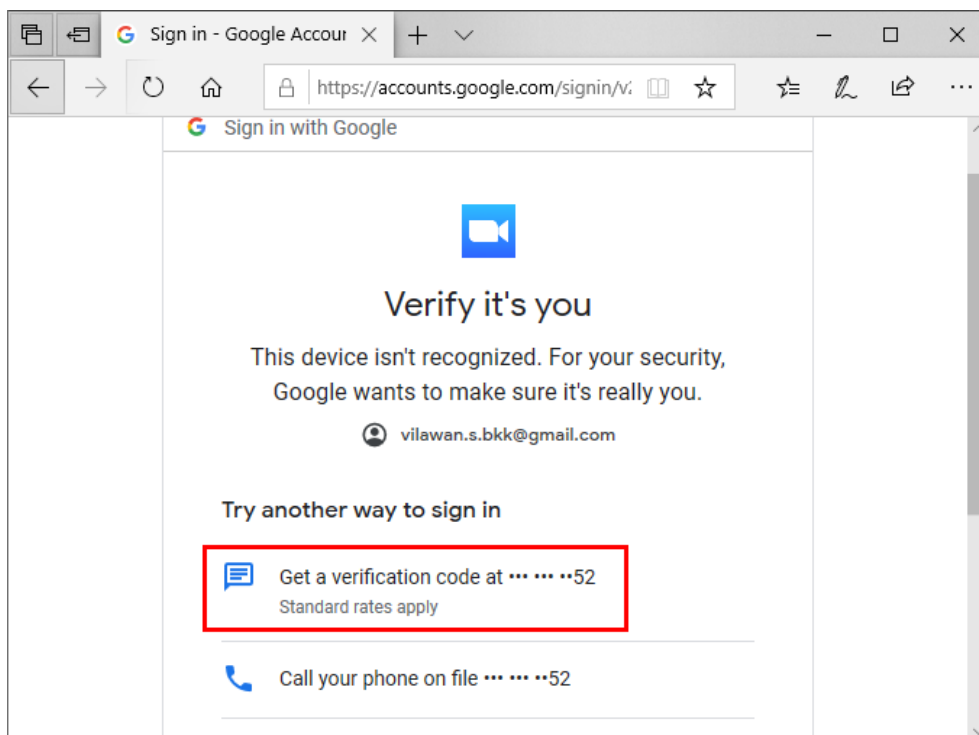 Sign in - Google Accour
https://accounts.google.com/signin/v
Sign in with Google
Verify it's you
This device isn't recognized. For your security,
Google wants to make sure it's really you.
vilawan.s.bkk@gmail.com
Try another way to sign in
Get a verification code at ••• ••• ••52
Standard rates apply
Call your phone on file ••• ••• ••52